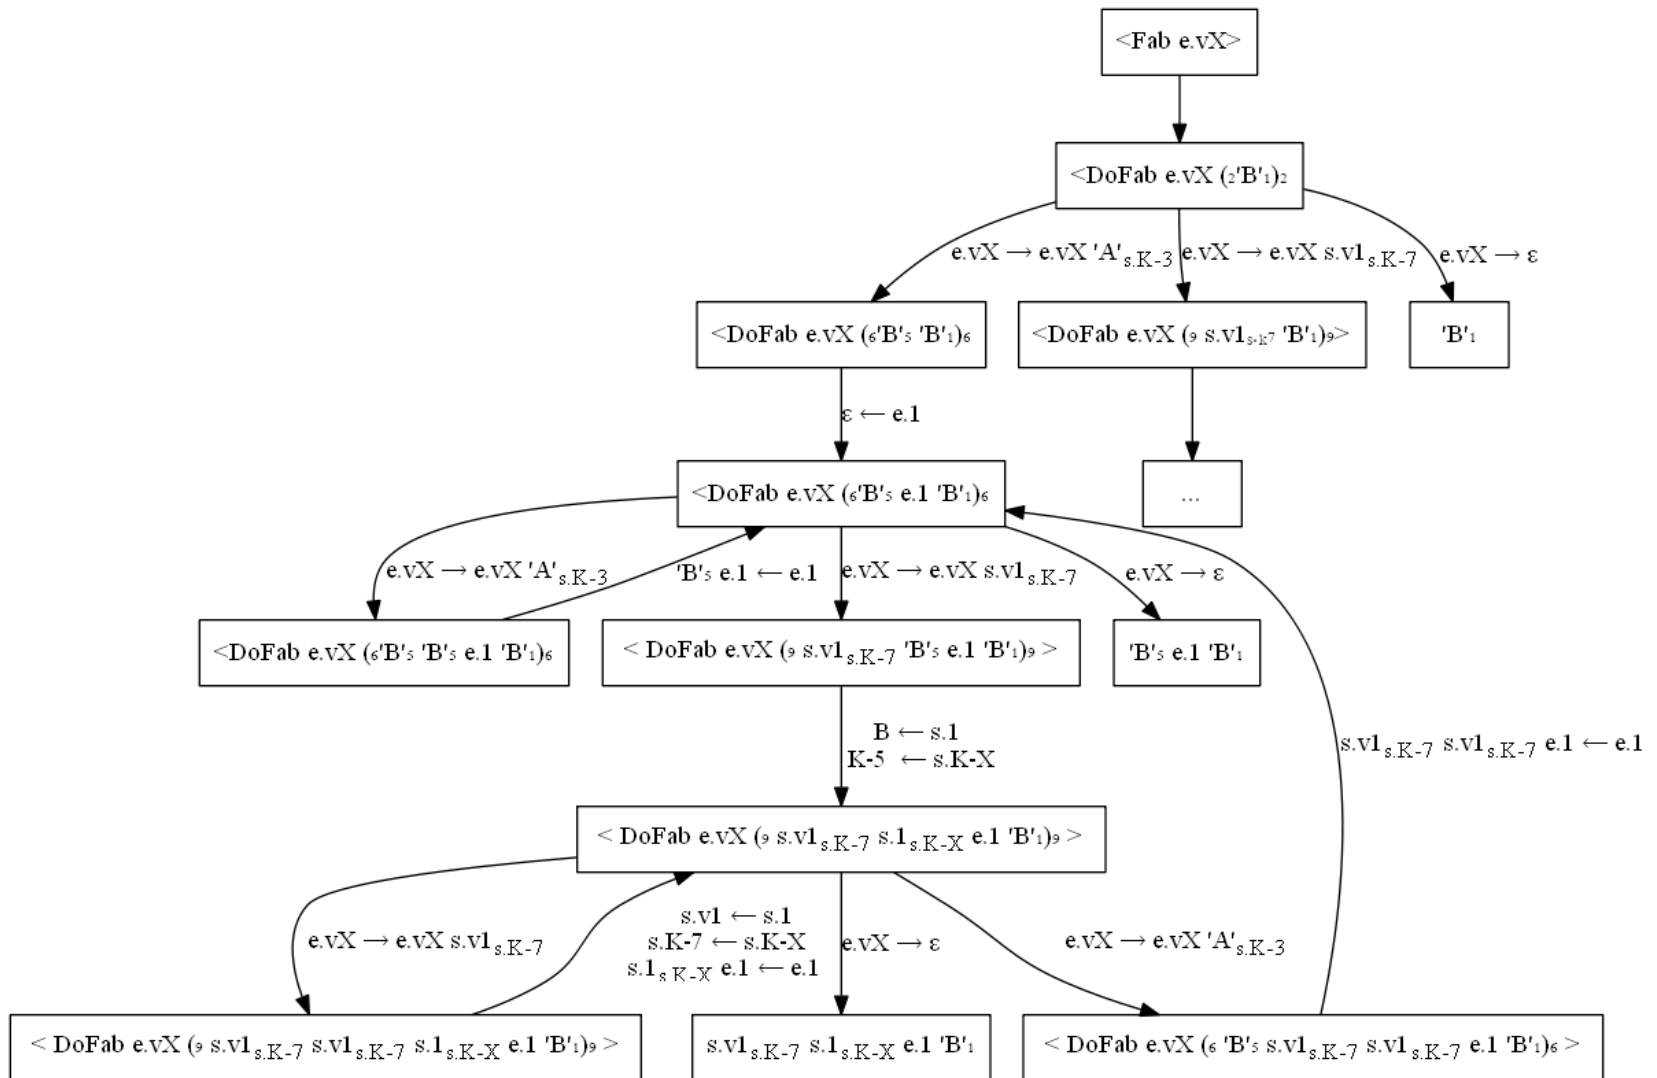 <Fab e.vX>
<DoFab e.vX (₂'B'₁)₂
e.vX → e.vX 'A's.K-3
e.vX → e.vX s.v1s.K-7
e.vX → ε
<DoFab e.vX (₆'B'₅ 'B'₁)₆
<DoFab e.vX (₉ s.v1s-k7 'B'₁)₉>
'B'₁
ε ← e.1
<DoFab e.vX (₆'B'₅ e.1 'B'₁)₆
...
e.vX → e.vX 'A's.K-3
'B'₅ e.1 ← e.1
e.vX → e.vX s.v1s.K-7
e.vX → ε
<DoFab e.vX (₆'B'₅ 'B'₅ e.1 'B'₁)₆
< DoFab e.vX (₉ s.v1s.K-7 'B'₅ e.1 'B'₁)₉ >
'B'₅ e.1 'B'₁
B ← s.1
K-5 ← s.K-X
s.v1s.K-7 s.v1s.K-7 e.1 ← e.1
< DoFab e.vX (₉ s.v1s.K-7 s.1s.K-X e.1 'B'₁)₉ >
e.vX → e.vX s.v1s.K-7
s.v1 ← s.1
s.K-7 ← s.K-X
s.1s.K-X e.1 ← e.1
e.vX → ε
e.vX → e.vX 'A's.K-3
< DoFab e.vX (₉ s.v1s.K-7 s.v1s.K-7 s.1s.K-X e.1 'B'₁)₉ >
s.v1s.K-7 s.1s.K-X e.1 'B'₁
< DoFab e.vX (₆ 'B'₅ s.v1s.K-7 s.v1s.K-7 e.1 'B'₁)₆ >